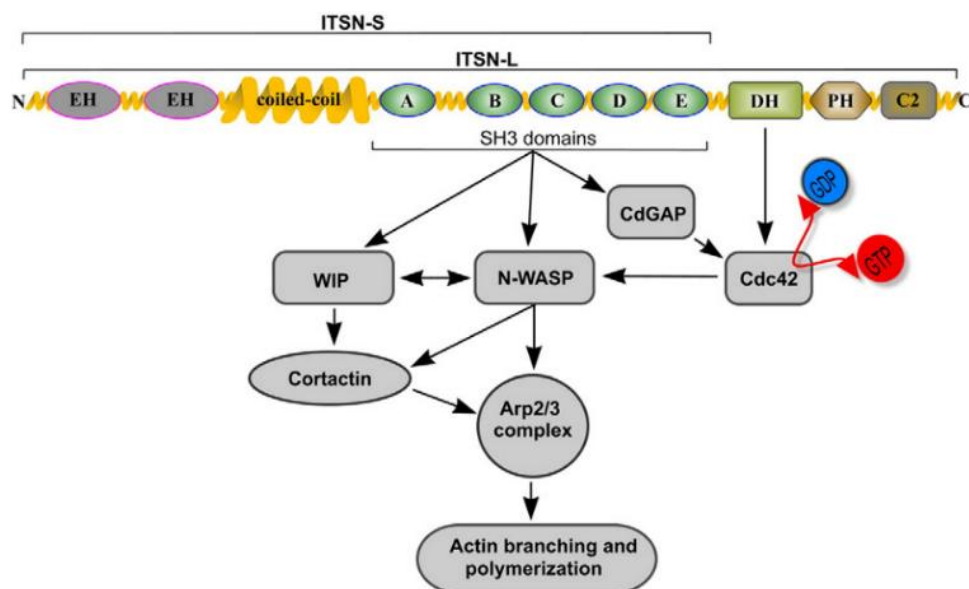 ITSN-S
ITSN-L
N EH EH coiled-coil A B C D E DH PH C2 C
SH3 domains
GDP
CdGAP
GTP
WIP
N-WASP
Cdc42
Cortactin
Arp2/3
complex
Actin branching and
polymerization